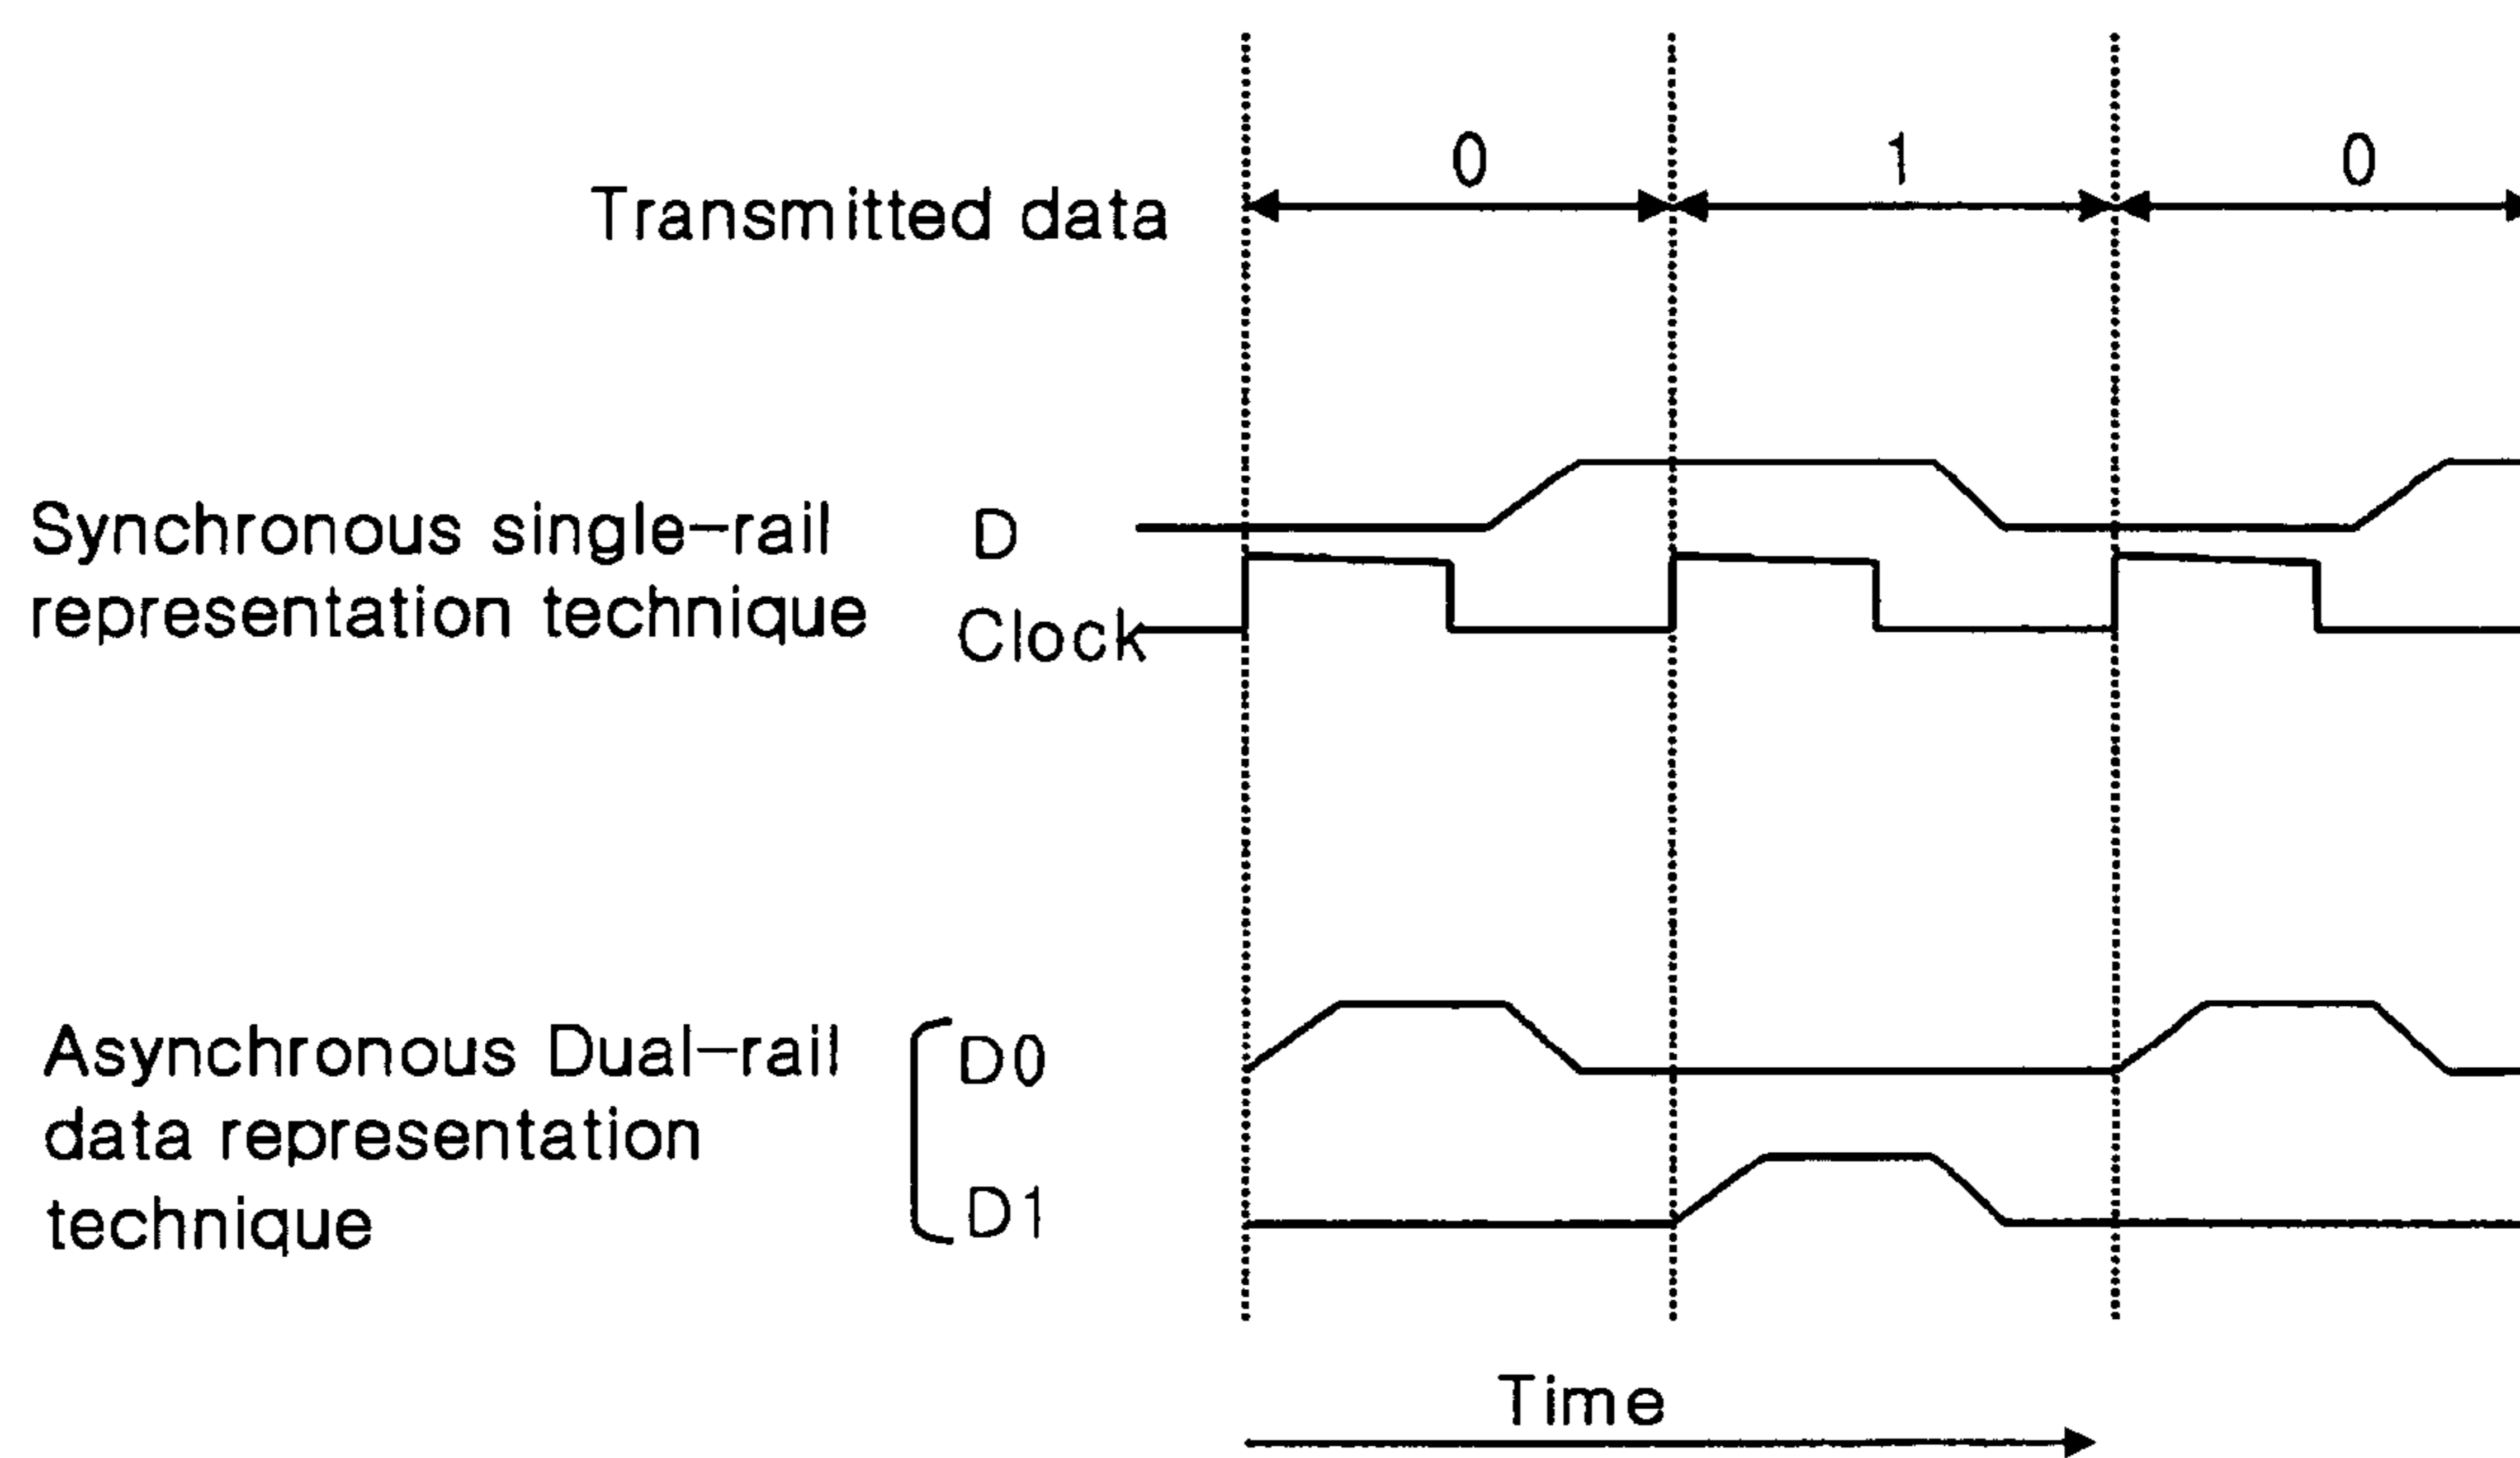 0 1 0
Transmitted data
Synchronous single-rail
representation technique
D
Clock
Asynchronous Dual-rail
data representation
technique
D0
D1
Time